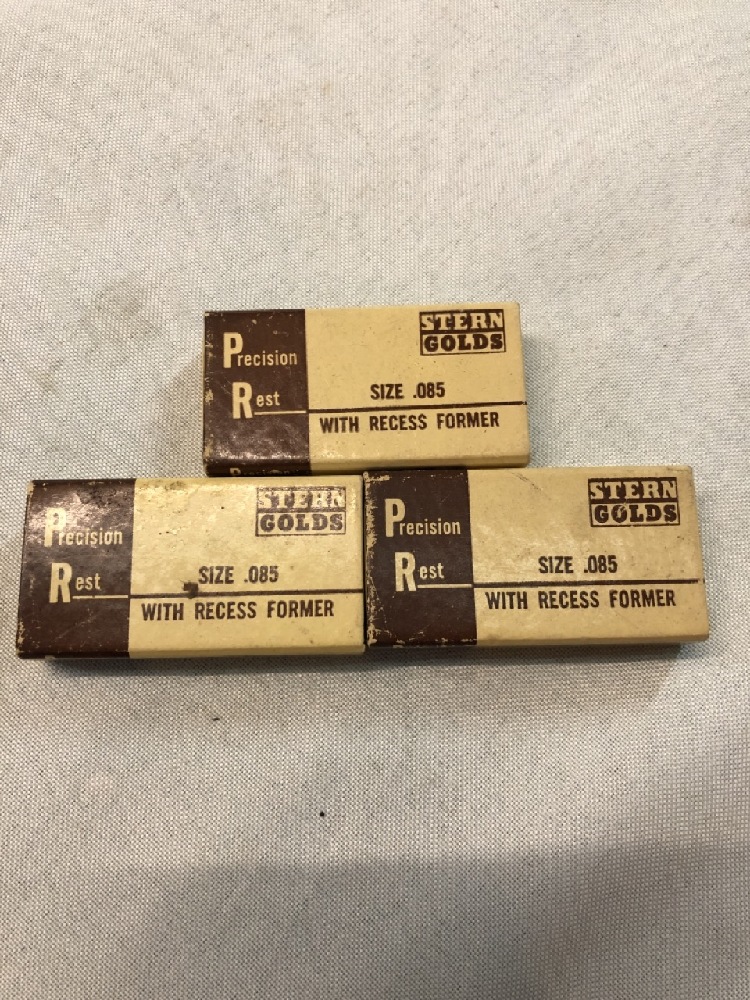 Precision
Rest
STERN
GOLDS
SIZE .085
WITH RECESS FORMER
Precision
Rest
STERN
GOLDS
SIZE .085
WITH RECESS FORMER
Precision
Rest
STERN
GOLDS
SIZE .085
WITH RECESS FORMER